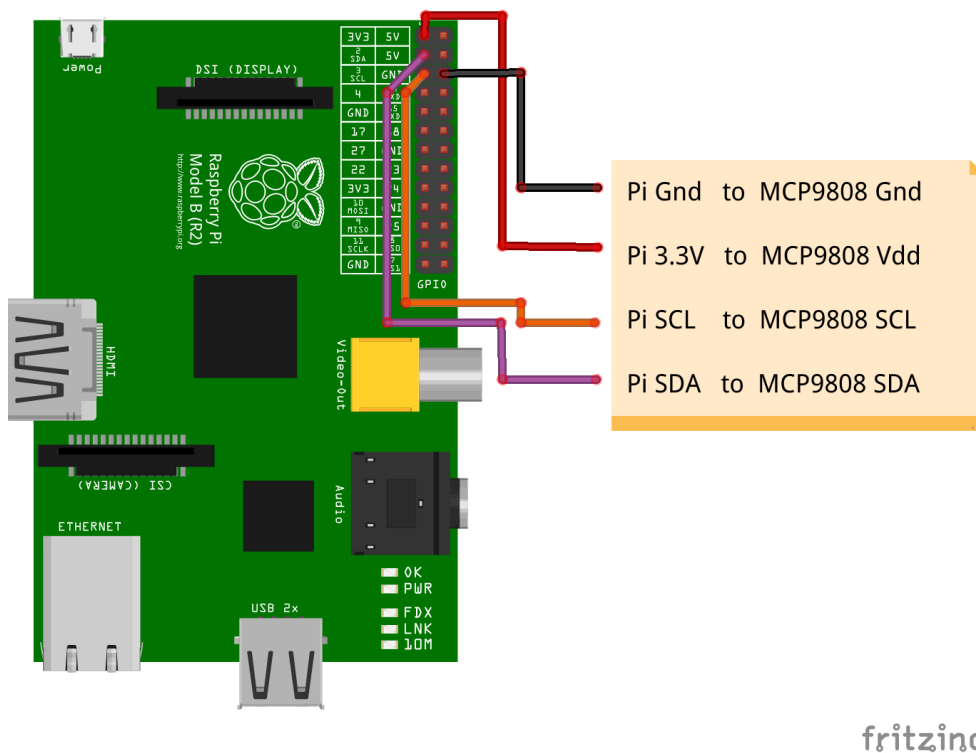 Power
DSI (DISPLAY)
3V3 5V
2 SDA 5V
3 SCL GND
4
GND
17 8
27
22
3V3
10 MOSI
9 MISO
11 SCLK
GND
GPIO
Raspberry Pi
Model B (R2)
http://www.raspberrypi.org
HDMI
Video-Out
CSI (CAMERA)
Audio
ETHERNET
OK
PWR
FDX
LNK
10M
USB 2x
Pi Gnd to MCP9808 Gnd
Pi 3.3V to MCP9808 Vdd
Pi SCL to MCP9808 SCL
Pi SDA to MCP9808 SDA